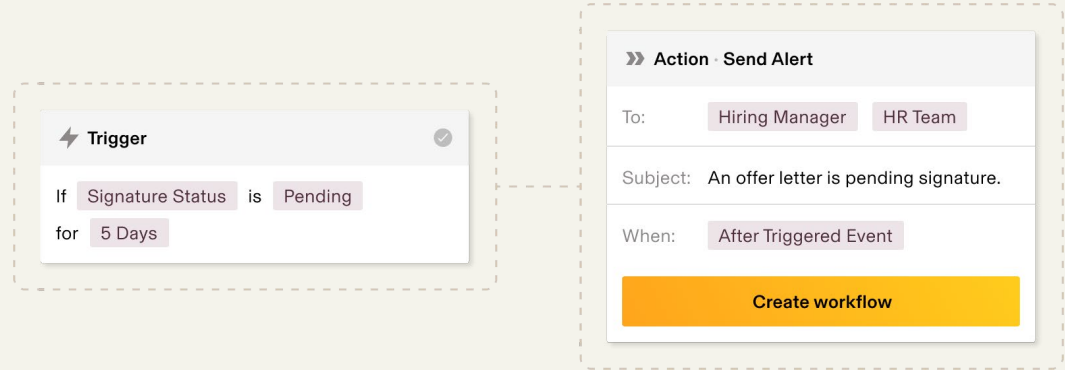 Trigger
If Signature Status is Pending
for 5 Days
Action · Send Alert
To: Hiring Manager HR Team
Subject: An offer letter is pending signature.
When: After Triggered Event
Create workflow